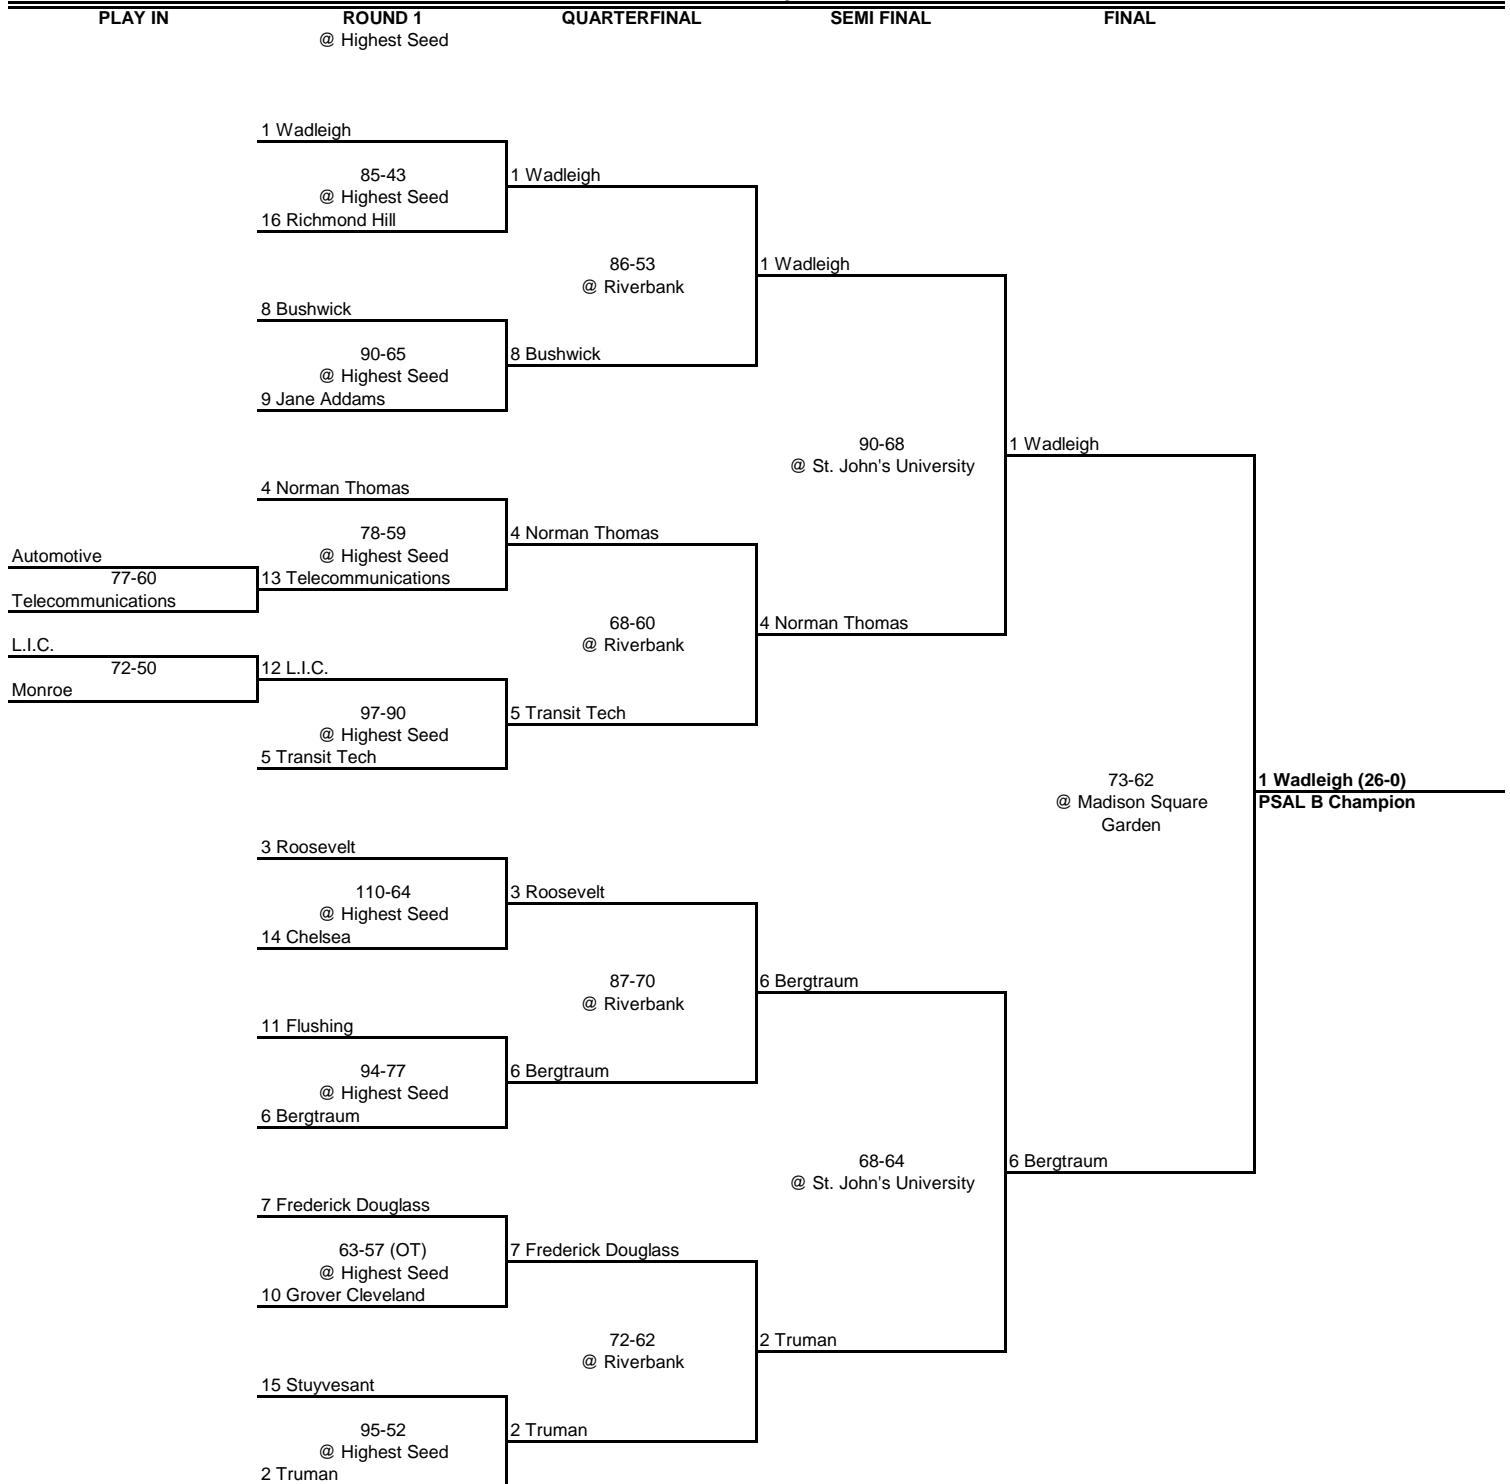 PLAY IN ROUND 1 QUARTERFINAL SEMI FINAL FINAL
@ Highest Seed
1 Wadleigh
85-43
@ Highest Seed
16 Richmond Hill
1 Wadleigh
86-53
@ Riverbank
1 Wadleigh
8 Bushwick
90-65
@ Highest Seed
9 Jane Addams
8 Bushwick
90-68
@ St. John's University
1 Wadleigh
4 Norman Thomas
78-59
@ Highest Seed
13 Telecommunications
4 Norman Thomas
Automotive
77-60
Telecommunications
68-60
@ Riverbank
4 Norman Thomas
L.I.C.
72-50
Monroe
12 L.I.C.
97-90
@ Highest Seed
5 Transit Tech
5 Transit Tech
73-62
@ Madison Square
Garden
1 Wadleigh (26-0)
PSAL B Champion
3 Roosevelt
110-64
@ Highest Seed
14 Chelsea
3 Roosevelt
87-70
@ Riverbank
6 Bergtraum
11 Flushing
94-77
@ Highest Seed
6 Bergtraum
6 Bergtraum
68-64
@ St. John's University
6 Bergtraum
7 Frederick Douglass
63-57 (OT)
@ Highest Seed
10 Grover Cleveland
7 Frederick Douglass
72-62
@ Riverbank
2 Truman
15 Stuyvesant
95-52
@ Highest Seed
2 Truman
2 Truman